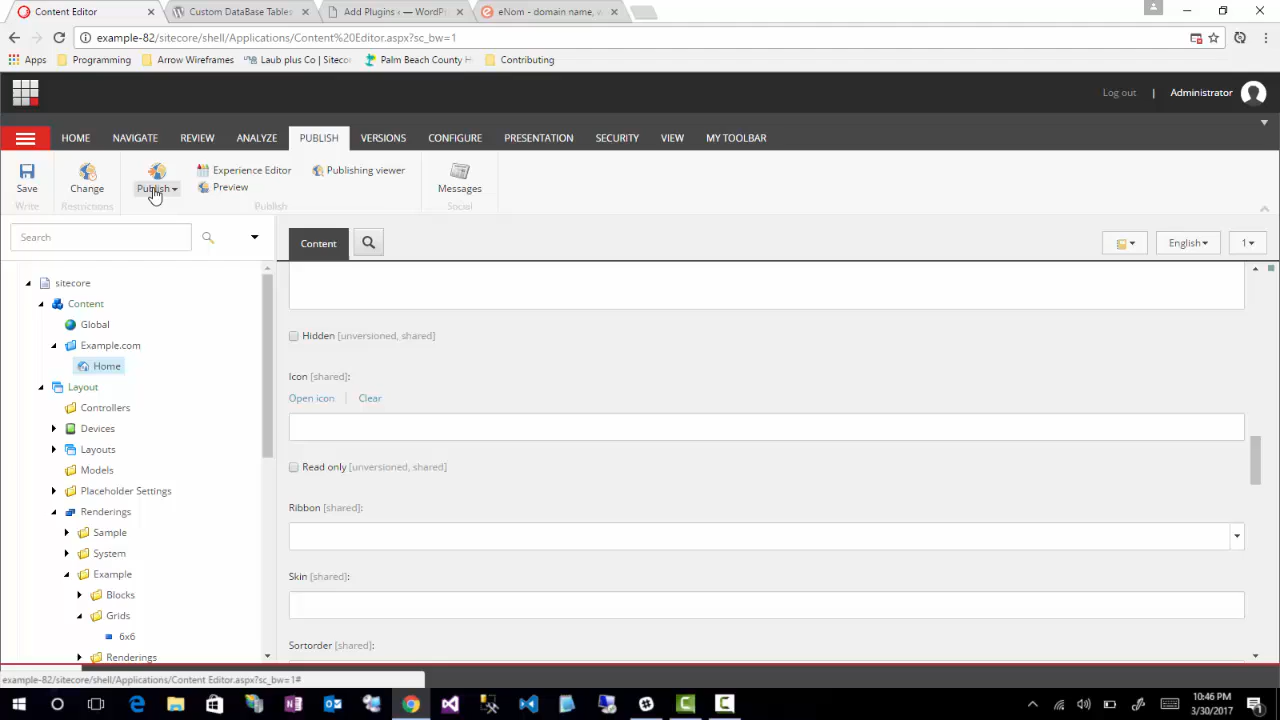 Content Editor
Custom DataBase Tables
Add Plugins ‹ — WordPr
eNom - domain name, w
example-82/sitecore/shell/Applications/Content%20Editor.aspx?sc_bw=1
Apps
Programming
Arrow Wireframes
Laub plus Co | Sitecor
Palm Beach County H
Contributing
Log out
|
Administrator
HOME
NAVIGATE
REVIEW
ANALYZE
PUBLISH
VERSIONS
CONFIGURE
PRESENTATION
SECURITY
VIEW
MY TOOLBAR
Save
Write
Change
Restrictions
Publish
Experience Editor
Preview
Publishing viewer
Publish
Messages
Social
Search
Content
English
1
sitecore
Content
Global
Example.com
Home
Layout
Controllers
Devices
Layouts
Models
Placeholder Settings
Renderings
Sample
System
Example
Blocks
Grids
6x6
Renderings
Hidden [unversioned, shared]
Icon [shared]:
Open icon
Clear
Read only [unversioned, shared]
Ribbon [shared]:
Skin [shared]:
Sortorder [shared]:
example-82/sitecore/shell/Applications/Content Editor.aspx?sc_bw=1#
10:46 PM
3/30/2017
1